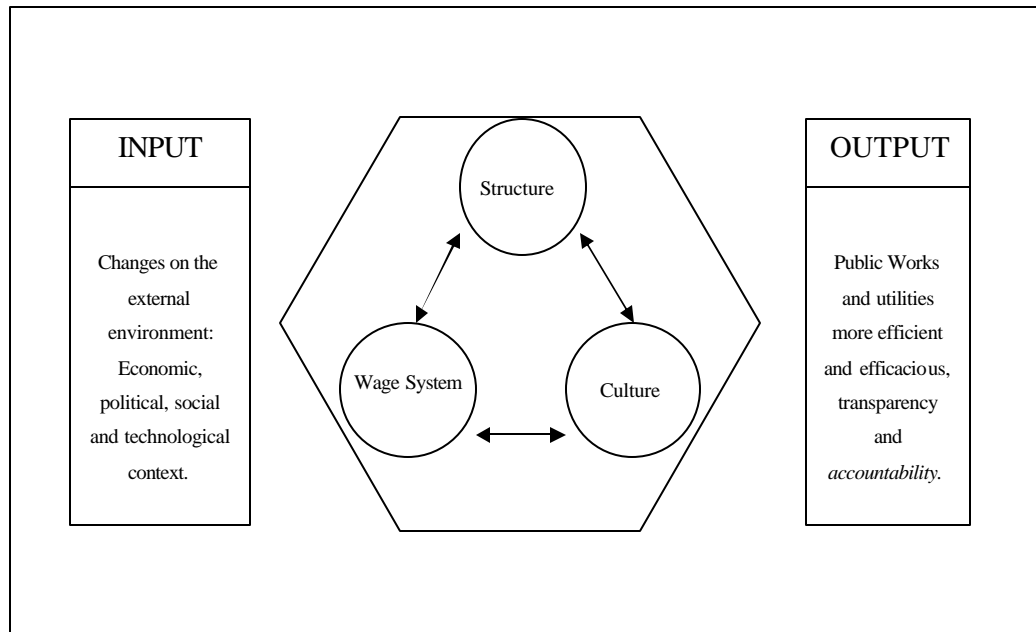 INPUT
Changes on the
external
environment:
Economic,
political, social
and technological
context.
Structure
Wage System
Culture
OUTPUT
Public Works
and utilities
more efficient
and efficacious,
transparency
and
accountability.